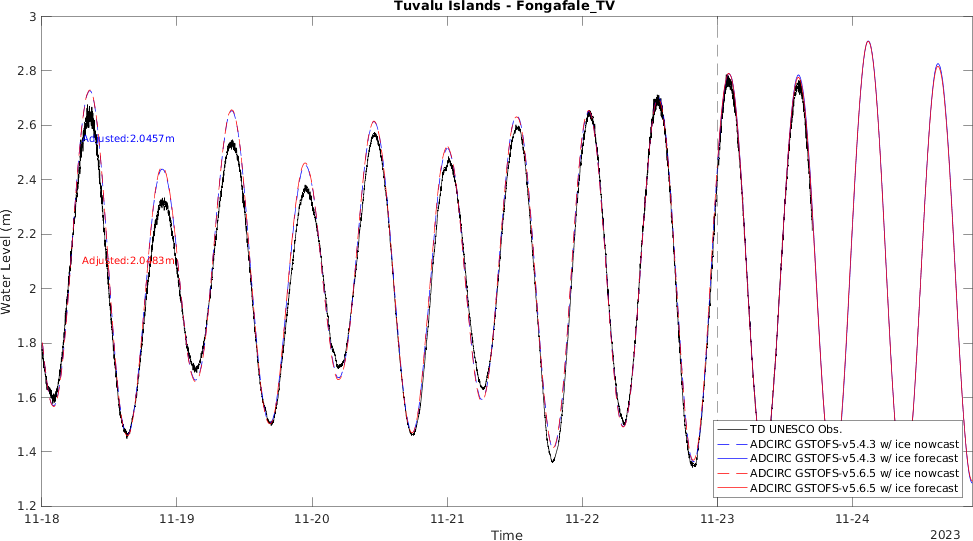 Tuvalu Islands - Fongafale_TV
3
2.8
2.6
2.4
2.2
2
1.8
1.6
1.4
1.2
Water Level (m)
Adjusted:2.0457m
Adjusted:2.0483m
TD UNESCO Obs.
ADCIRC GSTOFS-v5.4.3 w/ ice nowcast
ADCIRC GSTOFS-v5.4.3 w/ ice forecast
ADCIRC GSTOFS-v5.6.5 w/ ice nowcast
ADCIRC GSTOFS-v5.6.5 w/ ice forecast
11-18 11-19 11-20 11-21 11-22 11-23 11-24
Time
2023